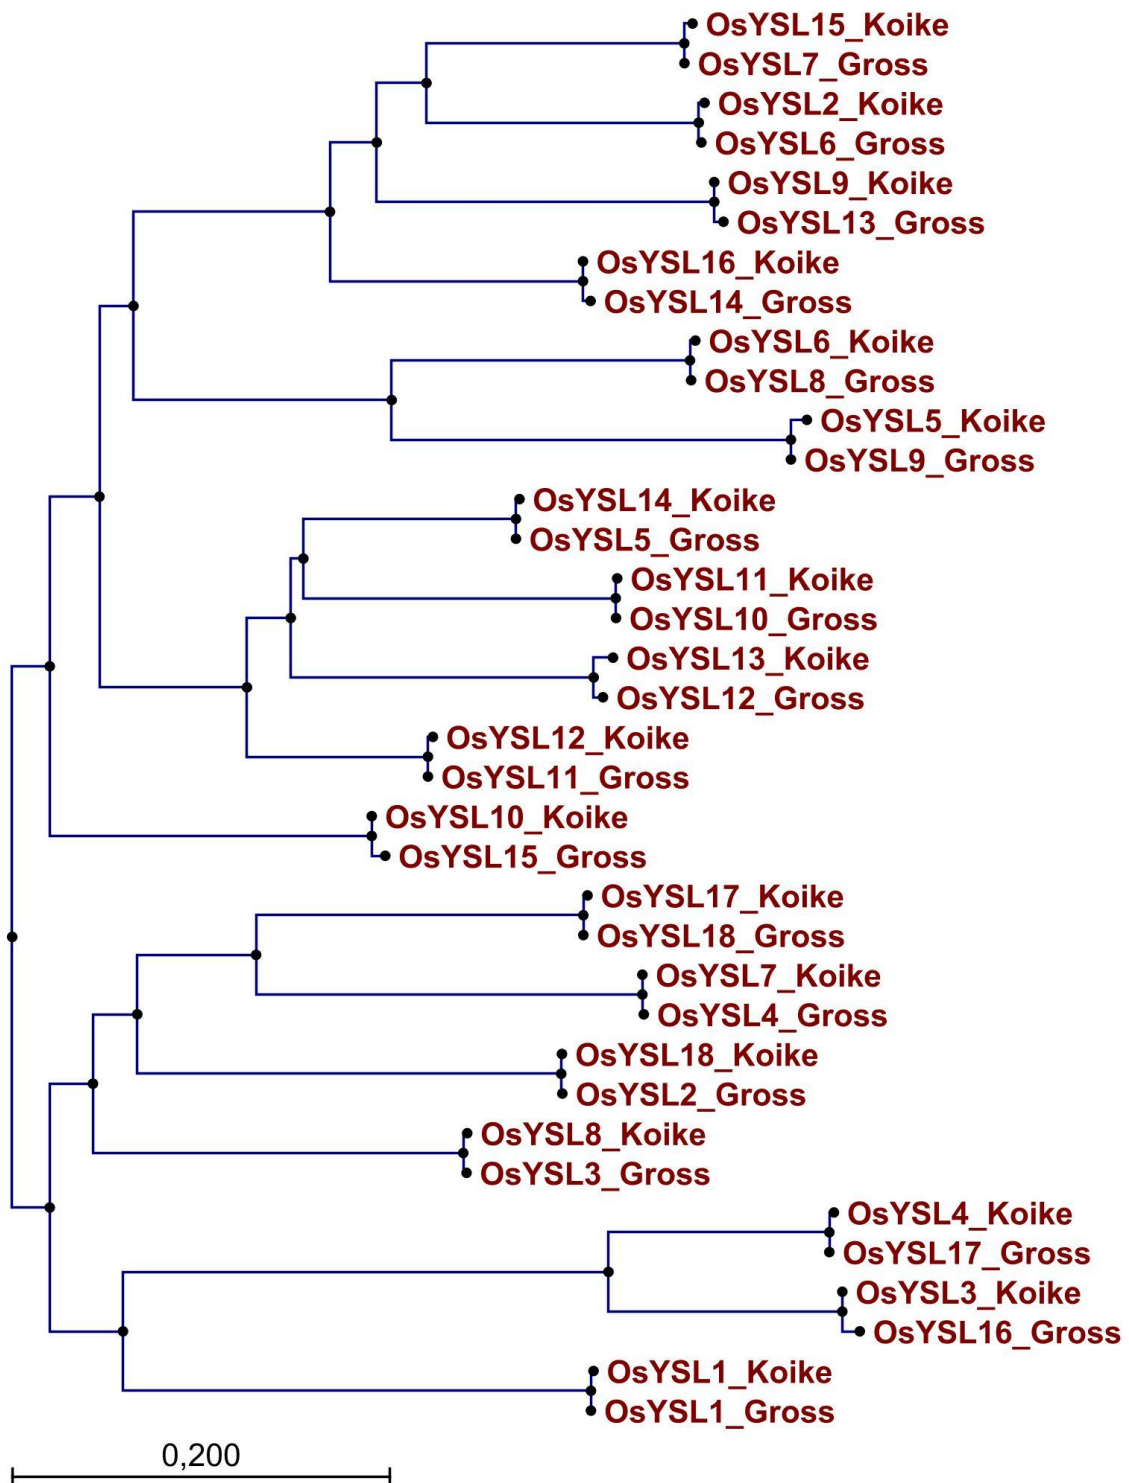 OsYSL15_Koike
OsYSL7_Gross
OsYSL2_Koike
OsYSL6_Gross
OsYSL9_Koike
OsYSL13_Gross
OsYSL16_Koike
OsYSL14_Gross
OsYSL6_Koike
OsYSL8_Gross
OsYSL5_Koike
OsYSL9_Gross
OsYSL14_Koike
OsYSL5_Gross
OsYSL11_Koike
OsYSL10_Gross
OsYSL13_Koike
OsYSL12_Gross
OsYSL12_Koike
OsYSL11_Gross
OsYSL10_Koike
OsYSL15_Gross
OsYSL17_Koike
OsYSL18_Gross
OsYSL7_Koike
OsYSL4_Gross
OsYSL18_Koike
OsYSL2_Gross
OsYSL8_Koike
OsYSL3_Gross
OsYSL4_Koike
OsYSL17_Gross
OsYSL3_Koike
OsYSL16_Gross
OsYSL1_Koike
OsYSL1_Gross
0,200